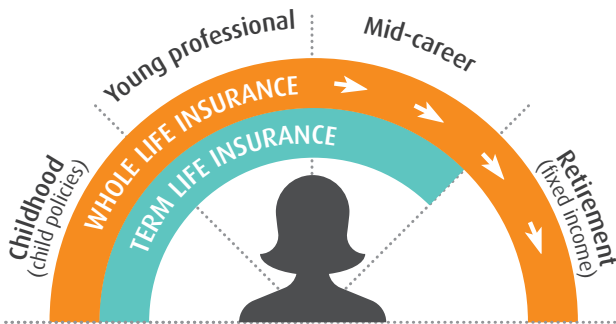 Childhood
(child policies)
Young professional
Mid-career
Retirement
(fixed income)
WHOLE LIFE INSURANCE
TERM LIFE INSURANCE